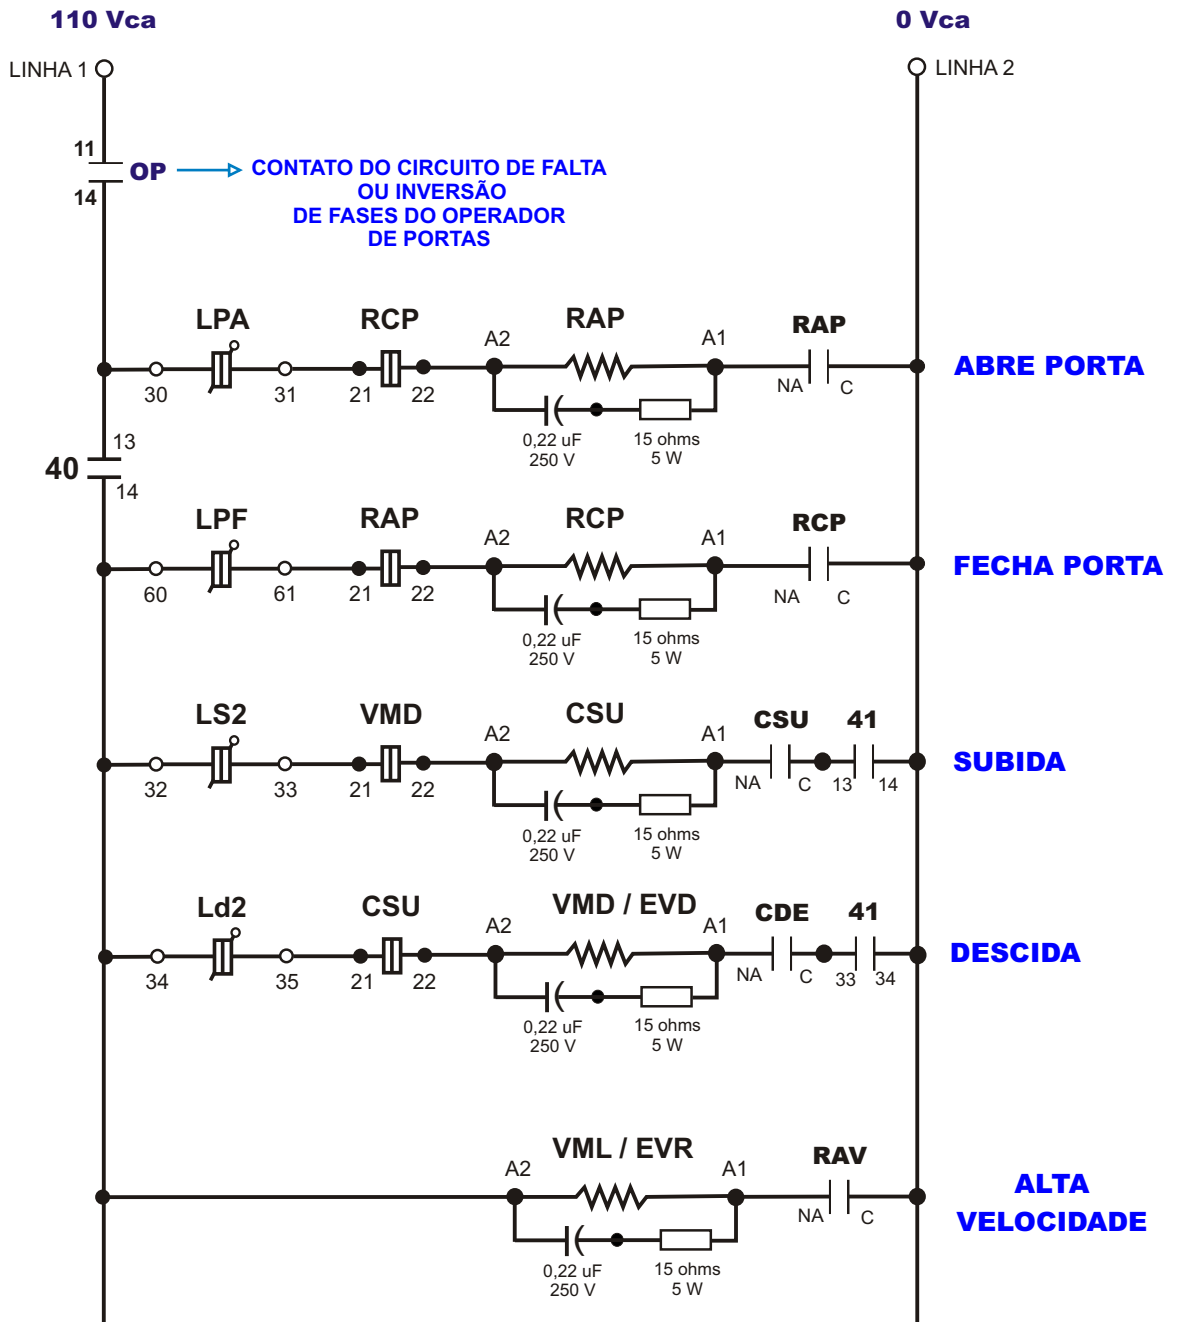 110 Vca
0 Vca
LINHA 1
LINHA 2
11
OP
14
CONTATO DO CIRCUITO DE FALTA
OU INVERSÃO
DE FASES DO OPERADOR
DE PORTAS
LPA
RCP
A2
RAP
A1
RAP
ABRE PORTA
30
31
21
22
NA
C
0,22 uF
250 V
15 ohms
5 W
13
40
14
LPF
RAP
A2
RCP
A1
RCP
FECHA PORTA
60
61
21
22
NA
C
0,22 uF
250 V
15 ohms
5 W
LS2
VMD
A2
CSU
A1
CSU
41
SUBIDA
32
33
21
22
NA
C
13
14
0,22 uF
250 V
15 ohms
5 W
Ld2
CSU
A2
VMD / EVD
A1
CDE
41
DESCIDA
34
35
21
22
NA
C
33
34
0,22 uF
250 V
15 ohms
5 W
A2
VML / EVR
A1
RAV
ALTA
VELOCIDADE
NA
C
0,22 uF
250 V
15 ohms
5 W